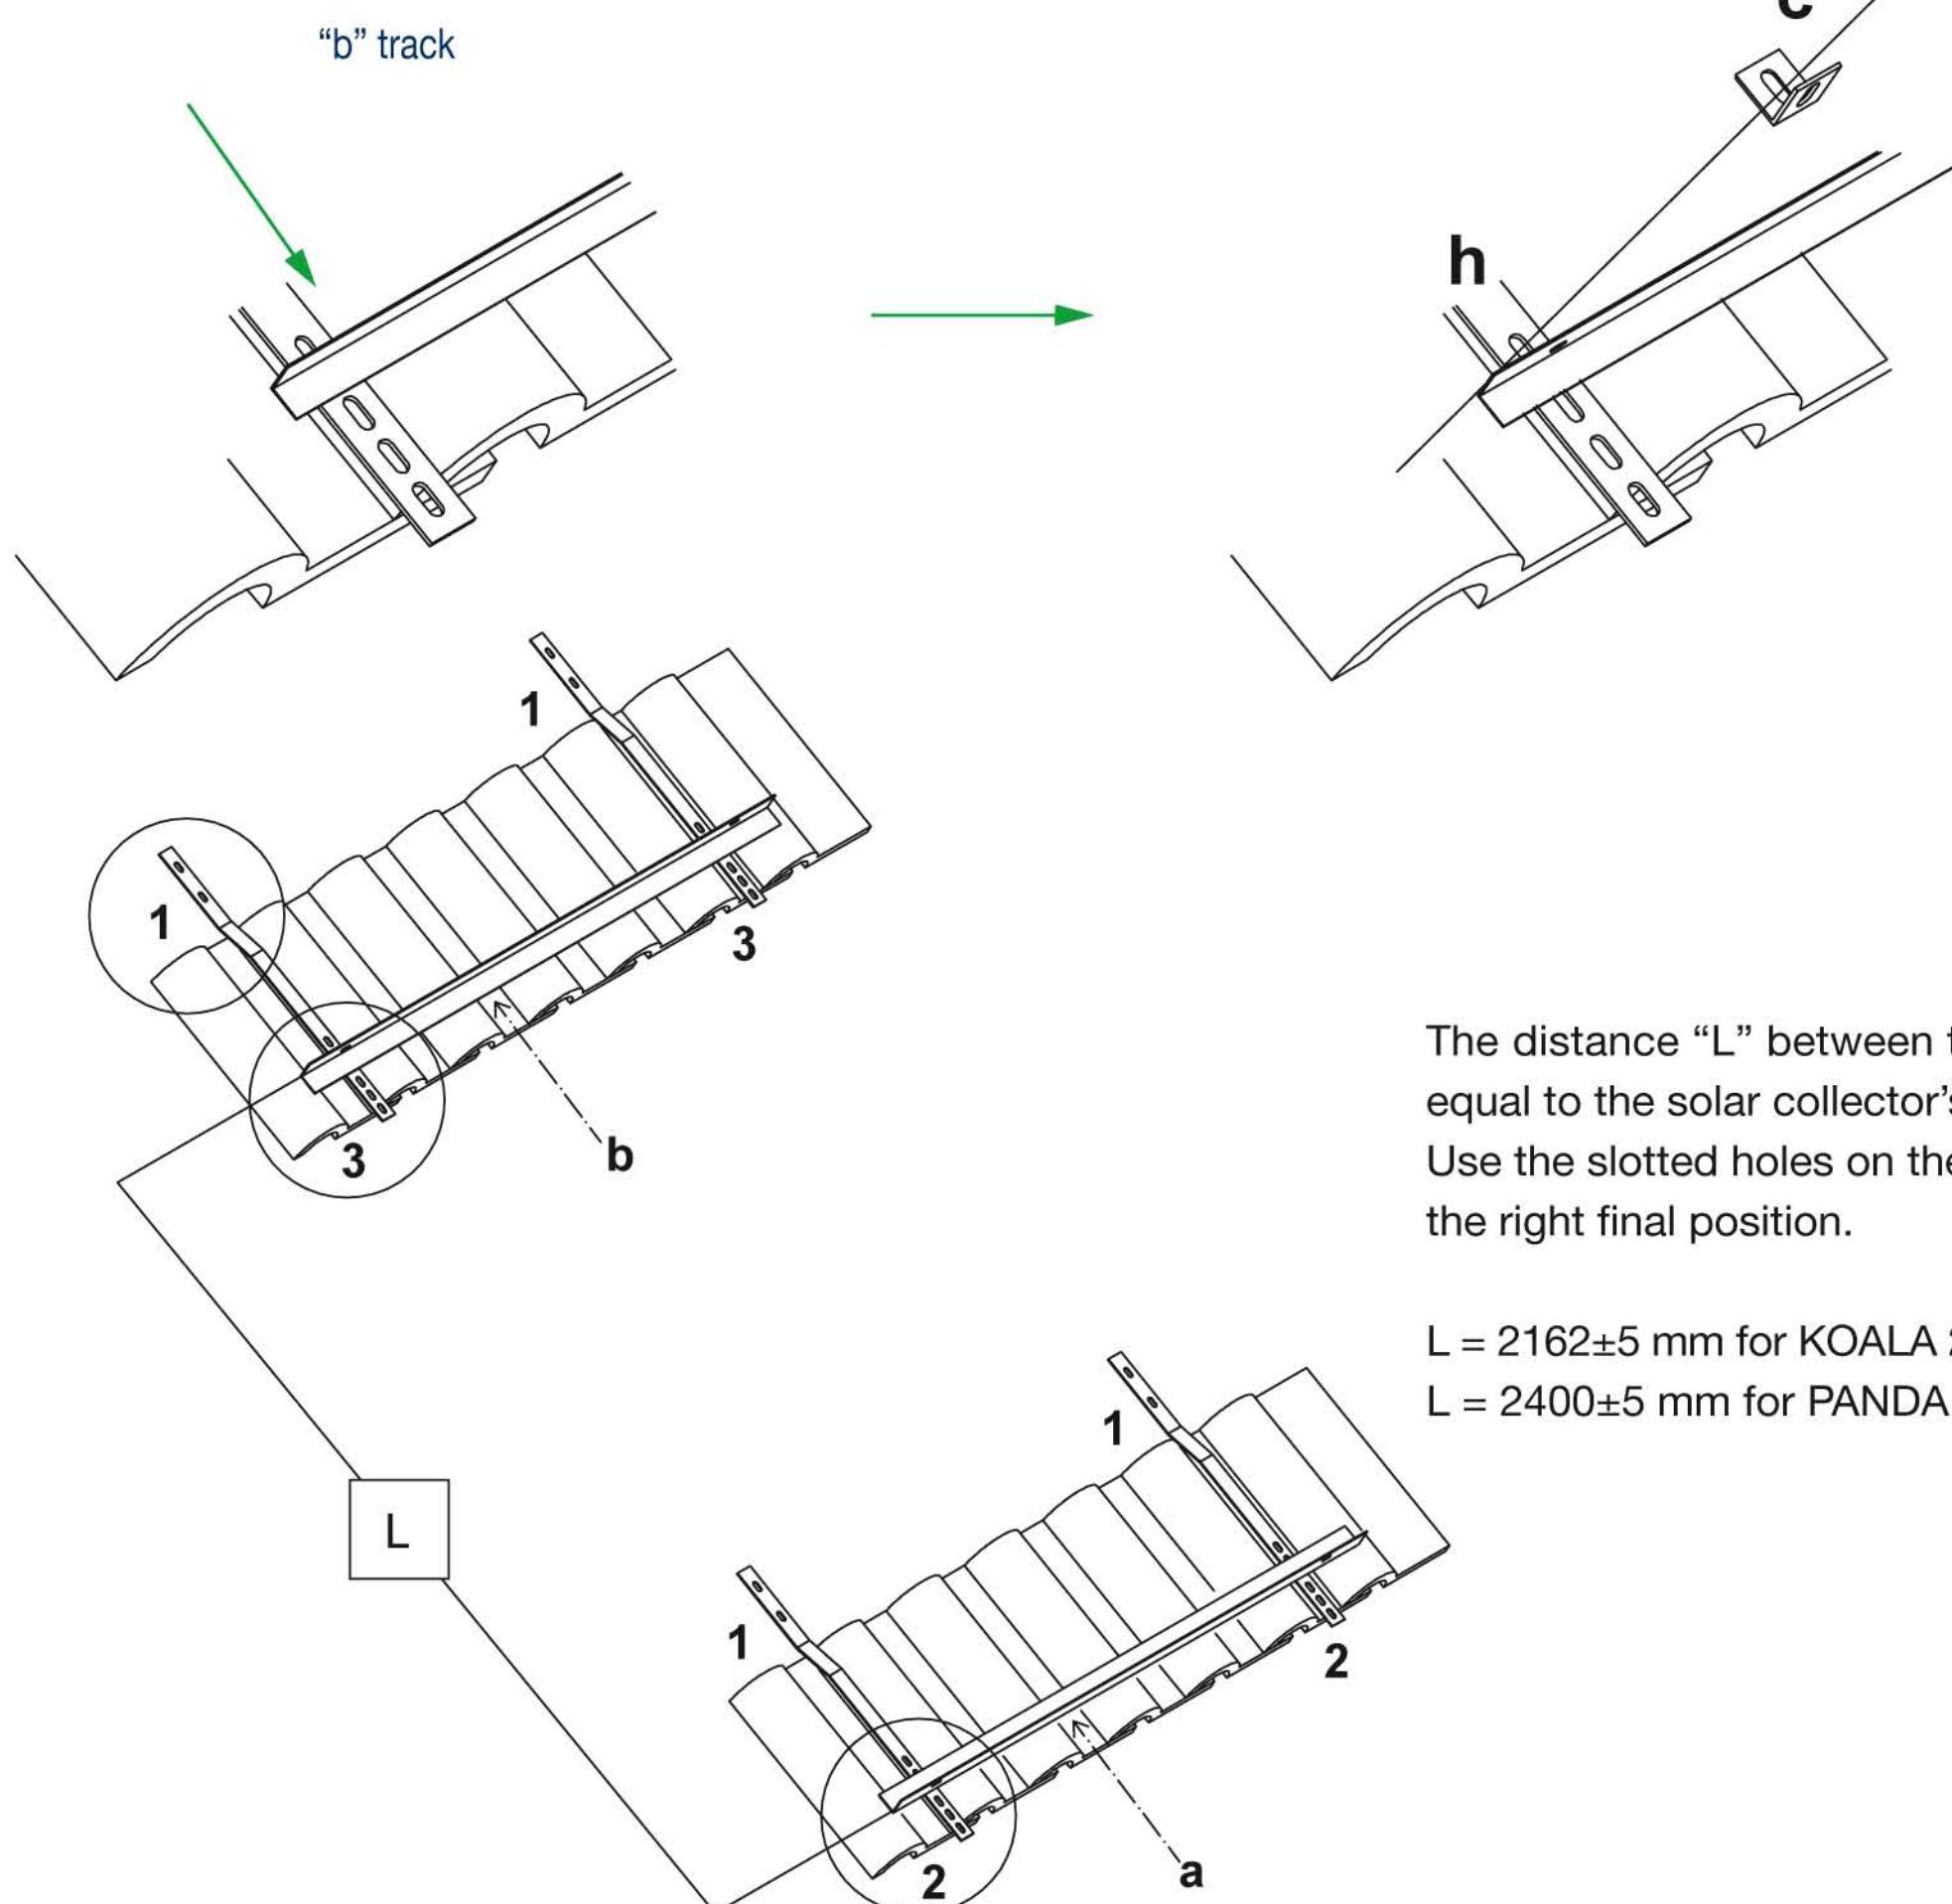 “b” track
c
h
1
1
3
The distance “L” between
equal to the solar collector’s
3
b
Use the slotted holes on the
the right final position.
L = 2162±5 mm for KOALA
L = 2400±5 mm for PANDA
1
L
1
2
2
a